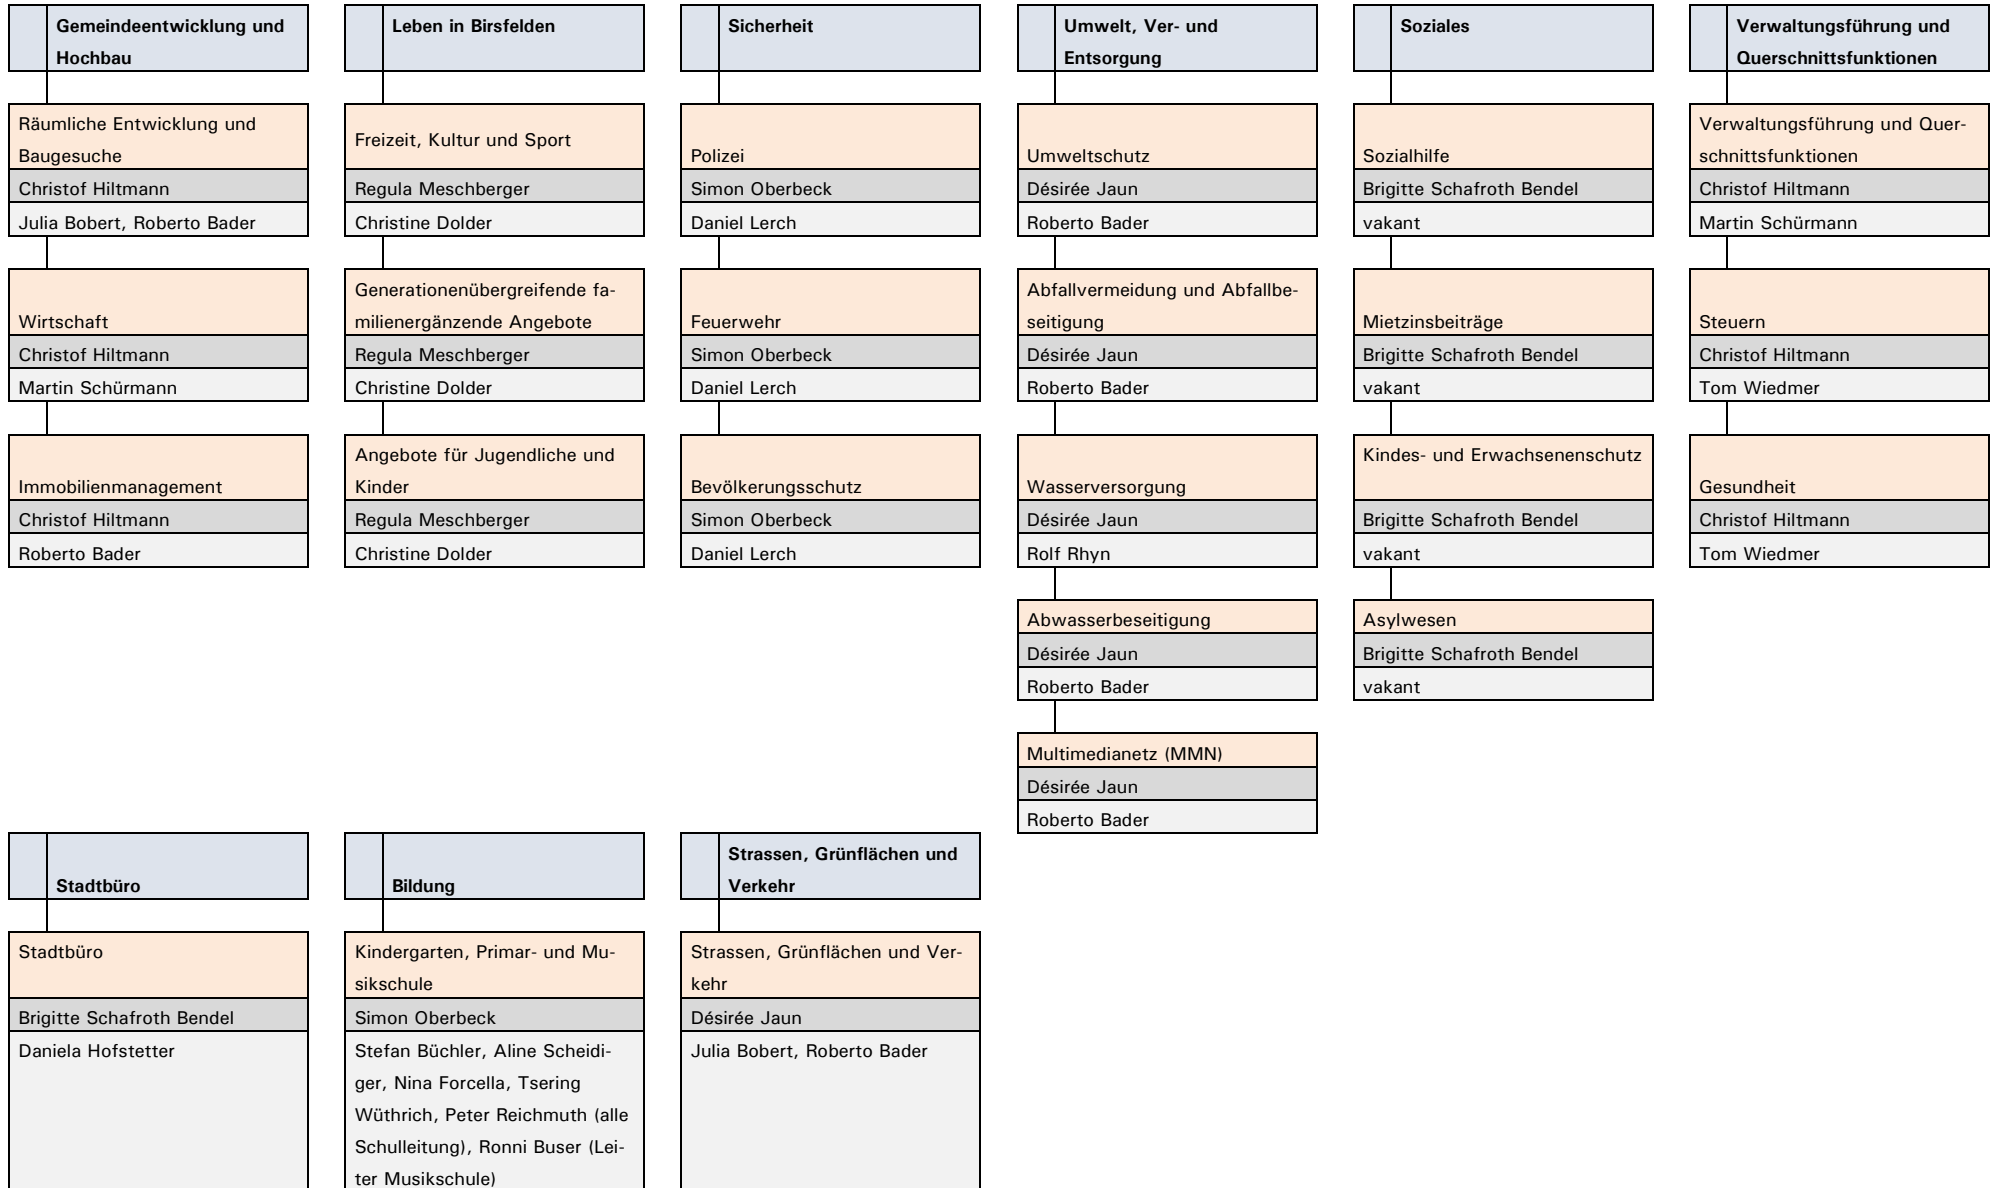 Gemeindeentwicklung und
Hochbau
Räumliche Entwicklung und
Baugesuche
Christof Hiltmann
Julia Bobert, Roberto Bader
Wirtschaft
Christof Hiltmann
Martin Schürmann
Immobilienmanagement
Christof Hiltmann
Roberto Bader
Leben in Birsfelden
Freizeit, Kultur und Sport
Regula Meschberger
Christine Dolder
Generationenübergreifende fa-
milienergänzende Angebote
Regula Meschberger
Christine Dolder
Angebote für Jugendliche und
Kinder
Regula Meschberger
Christine Dolder
Sicherheit
Polizei
Simon Oberbeck
Daniel Lerch
Feuerwehr
Simon Oberbeck
Daniel Lerch
Bevölkerungsschutz
Simon Oberbeck
Daniel Lerch
Umwelt, Ver- und
Entsorgung
Umweltschutz
Désirée Jaun
Roberto Bader
Abfallvermeidung und Abfallbe-
seitigung
Désirée Jaun
Roberto Bader
Wasserversorgung
Désirée Jaun
Rolf Rhyn
Abwasserbeseitigung
Désirée Jaun
Roberto Bader
Multimedianetz (MMN)
Désirée Jaun
Roberto Bader
Soziales
Sozialhilfe
Brigitte Schafroth Bendel
vakant
Mietzinsbeiträge
Brigitte Schafroth Bendel
vakant
Kindes- und Erwachsenenschutz
Brigitte Schafroth Bendel
vakant
Asylwesen
Brigitte Schafroth Bendel
vakant
Verwaltungsführung und
Querschnittsfunktionen
Verwaltungsführung und Quer-
schnittsfunktionen
Christof Hiltmann
Martin Schürmann
Steuern
Christof Hiltmann
Tom Wiedmer
Gesundheit
Christof Hiltmann
Tom Wiedmer
Stadtbüro
Stadtbüro
Brigitte Schafroth Bendel
Daniela Hofstetter
Bildung
Kindergarten, Primar- und Mu-
sikschule
Simon Oberbeck
Stefan Büchler, Aline Scheidi-
ger, Nina Forcella, Tsering
Wüthrich, Peter Reichmuth (alle
Schulleitung), Ronni Buser (Lei-
ter Musikschule)
Strassen, Grünflächen und
Verkehr
Strassen, Grünflächen und Ver-
kehr
Désirée Jaun
Julia Bobert, Roberto Bader